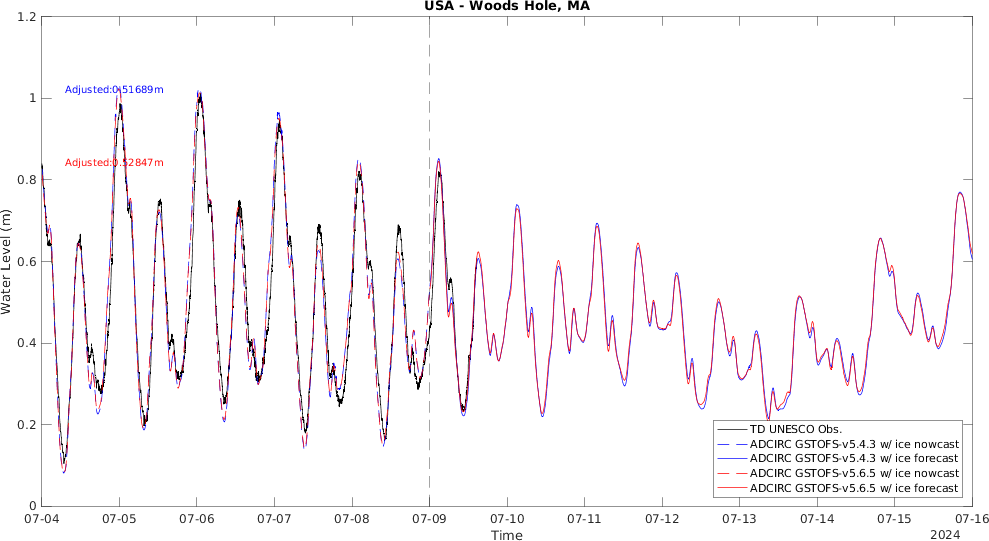 USA - Woods Hole, MA
1.2
1
0.8
0.6
0.4
0.2
0
Water Level (m)
Adjusted:0.51689m
Adjusted:0.52847m
TD UNESCO Obs.
ADCIRC GSTOFS-v5.4.3 w/ ice nowcast
ADCIRC GSTOFS-v5.4.3 w/ ice forecast
ADCIRC GSTOFS-v5.6.5 w/ ice nowcast
ADCIRC GSTOFS-v5.6.5 w/ ice forecast
07-04 07-05 07-06 07-07 07-08 07-09 07-10 07-11 07-12 07-13 07-14 07-15 07-16
Time
2024